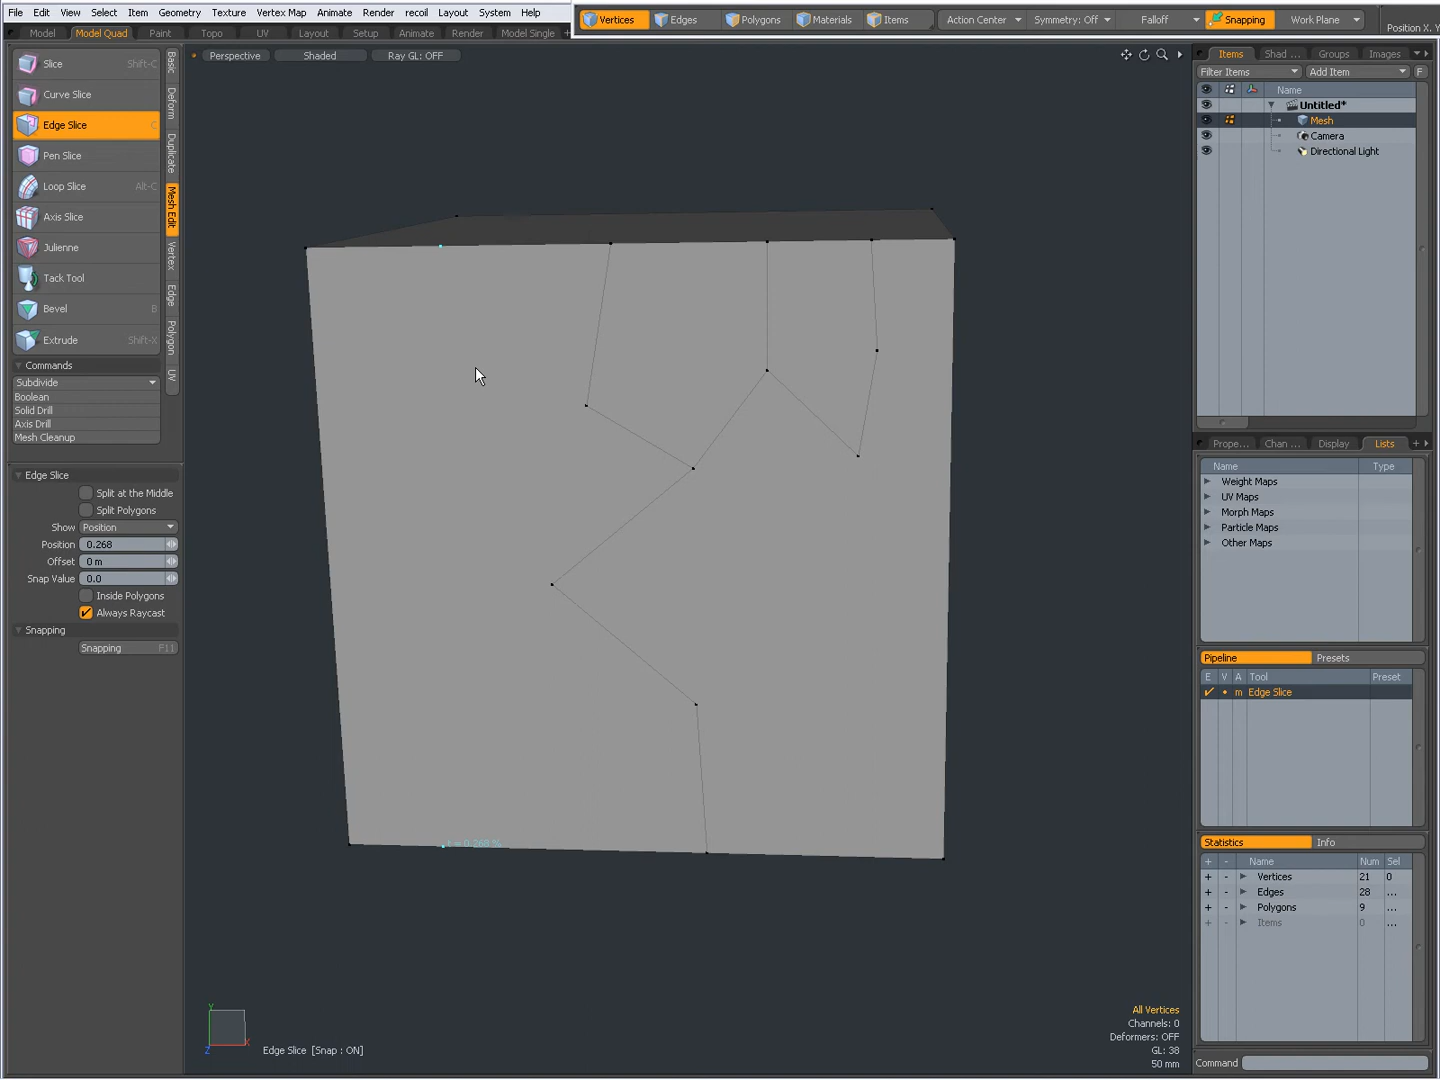 File Edit View Select Item Geometry Texture Vertex Map Animate Render recoil Layout System Help
Vertices Edges Polygons Materials Items Action Center Symmetry: Off Falloff Snapping Work Plane Position X, Y
Model Model Quad Paint Topo UV Layout Setup Animate Render Model Single +
Perspective Shaded Ray GL: OFF
Slice Shift-C
Curve Slice
Edge Slice C
Pen Slice
Loop Slice Alt-C
Axis Slice
Julienne
Tack Tool
Bevel B
Extrude Shift-X
Basic
Deform
Duplicate
Mesh Edit
Vertex
Edge
Polygon
UV
Commands
Subdivide
Boolean
Solid Drill
Axis Drill
Mesh Cleanup
Edge Slice
Split at the Middle
Split Polygons
Show Position
Position 0.268
Offset 0 m
Snap Value 0.0
Inside Polygons
Always Raycast
Snapping
Snapping F11
t = 0.268 %
Y
X
Z
Edge Slice [Snap : ON]
All Vertices
Channels: 0
Deformers: OFF
GL: 38
50 mm
Items Shad ... Groups Images
Filter Items Add Item F
Name
Untitled*
Mesh
Camera
Directional Light
Prope... Chan ... Display Lists +
Name Type
Weight Maps
UV Maps
Morph Maps
Particle Maps
Other Maps
Pipeline Presets
E V A Tool Preset
m Edge Slice
Statistics Info
+ - Name Num Sel
+ - Vertices 21 0
+ - Edges 28 ...
+ - Polygons 9 ...
+ - Items 0 ...
Command